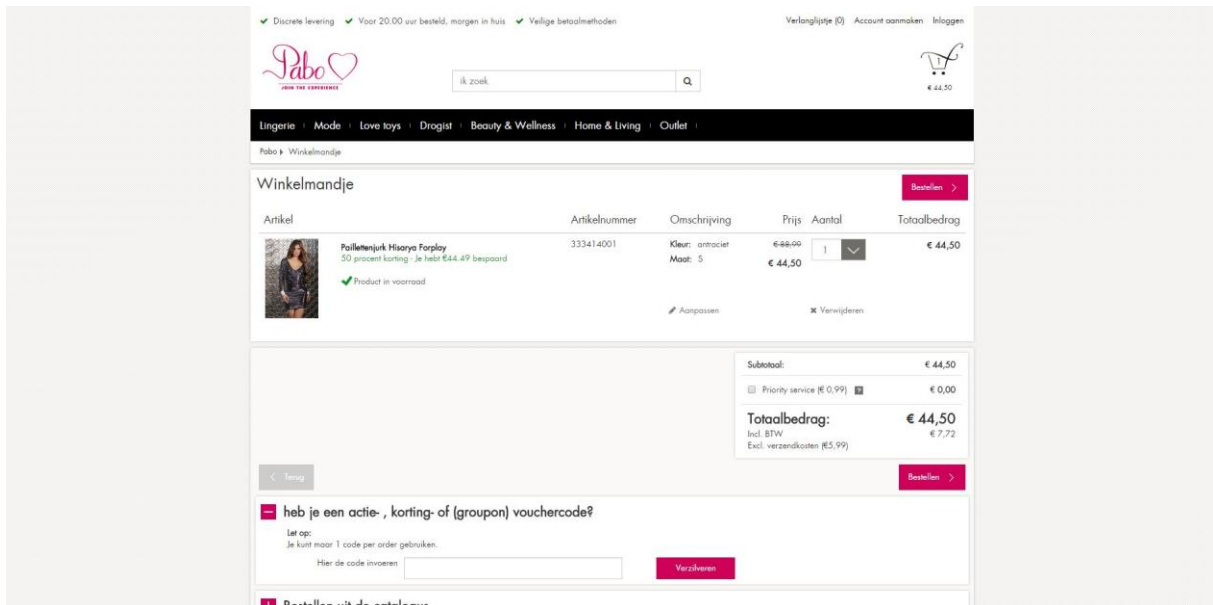 Discrete levering Voor 20.00 uur besteld, morgen in huis Veilige betaalmethoden Verlanglijstje (0) Account aanmaken Inloggen
Pabo
JOIN THE EXPERIENCE
ik zoek
1
€ 44,50
Lingerie Mode Love toys Drogist Beauty & Wellness Home & Living Outlet
Pabo Winkelmandje
Winkelmandje
Bestellen
Artikel Artikelnummer Omschrijving Prijs Aantal Totaalbedrag
Paillettenjurk Hisarya Forplay 333414001 Kleur: antraciet € 88,99 1 € 44,50
50 procent korting - Je hebt €44.49 bespaard Maat: S € 44,50
Product in voorraad
Aanpassen Verwijderen
Subtotaal: € 44,50
Priority service (€ 0,99) ? € 0,00
Totaalbedrag: € 44,50
Incl. BTW € 7,72
Excl. verzendkosten (€5,99)
Terug Bestellen
heb je een actie- , korting- of (groupon) vouchercode?
Let op:
Je kunt maar 1 code per order gebruiken.
Hier de code invoeren Verzilveren
Bestellen uit de catalogus